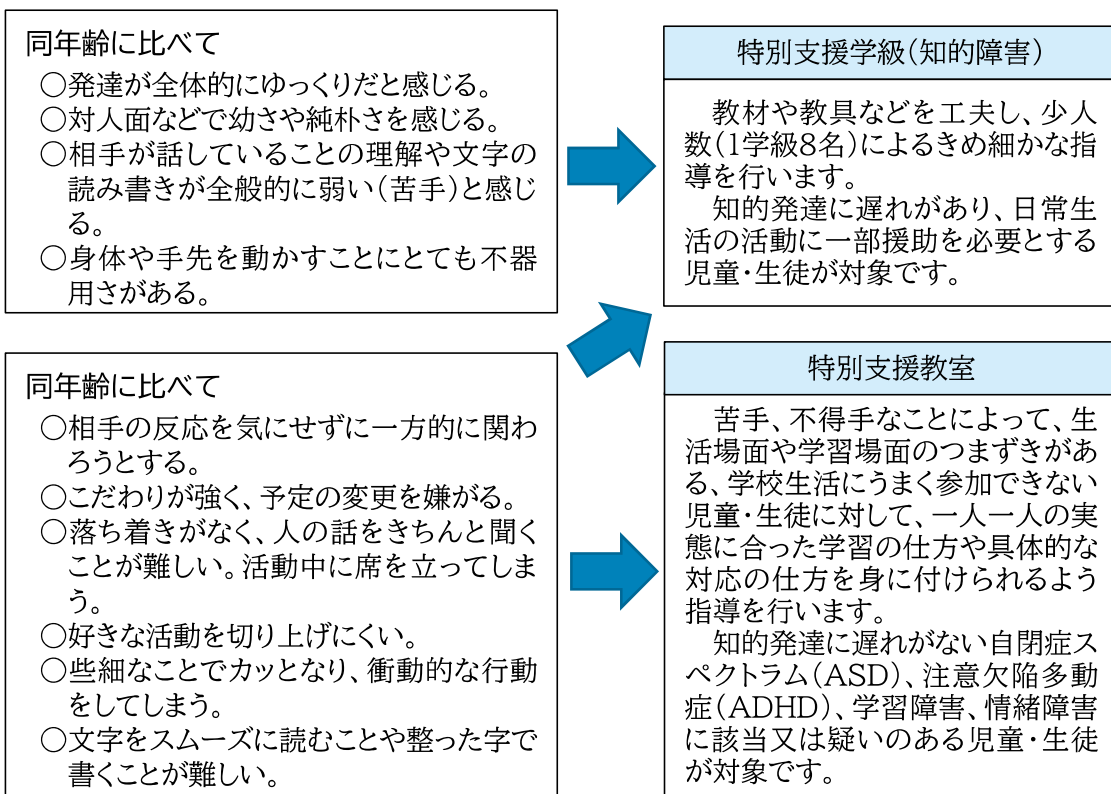 同年齢に比べて
○発達が全体的にゆっくりだと感じる。
○対人面などで幼さや純朴さを感じる。
○相手が話していることの理解や文字の
読み書きが全般的に弱い(苦手)と感じ
る。
○身体や手先を動かすことにとても不器
用さがある。
特別支援学級(知的障害)
教材や教具などを工夫し、少人
数(1学級8名)によるきめ細かな指
導を行います。
知的発達に遅れがあり、日常生
活の活動に一部援助を必要とする
児童・生徒が対象です。
同年齢に比べて
○相手の反応を気にせずに一方的に関わ
ろうとする。
○こだわりが強く、予定の変更を嫌がる。
○落ち着きがなく、人の話をきちんと聞く
ことが難しい。活動中に席を立ってしま
う。
○好きな活動を切り上げにくい。
○些細なことでカッとなり、衝動的な行動
をしてしまう。
○文字をスムーズに読むことや整った字で
書くことが難しい。
特別支援教室
苦手、不得手なことによって、生
活場面や学習場面のつまずきがあ
る、学校生活にうまく参加できない
児童・生徒に対して、一人一人の実
態に合った学習の仕方や具体的な
対応の仕方を身に付けられるよう
指導を行います。
知的発達に遅れがない自閉症ス
ペクトラム(ASD)、注意欠陥多動
症(ADHD)、学習障害、情緒障害
に該当又は疑いのある児童・生徒
が対象です。